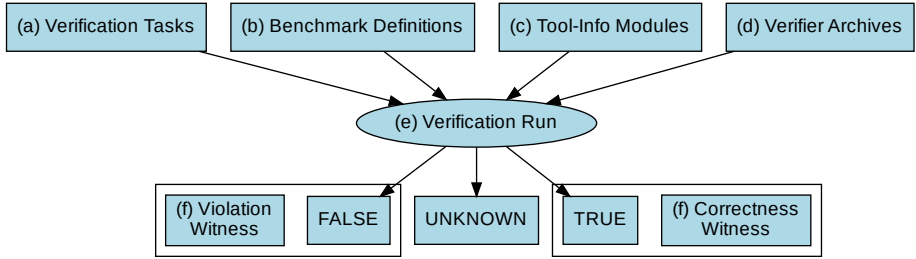 (a) Verification Tasks
(b) Benchmark Definitions
(c) Tool-Info Modules
(d) Verifier Archives
(e) Verification Run
(f) Violation
Witness
FALSE
UNKNOWN
TRUE
(f) Correctness
Witness